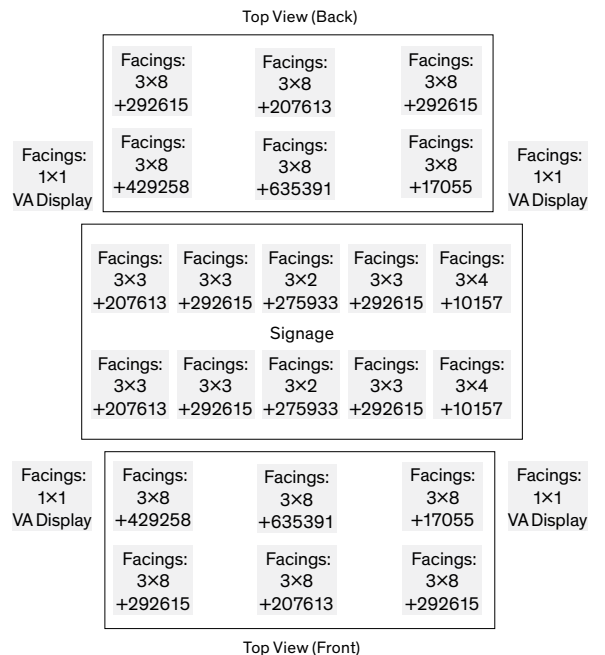 Top View (Back)
Facings: Facings: Facings:
3×8 3×8 3×8
+292615 +207613 +292615
Facings: Facings: Facings:
3×8 3×8 3×8
+429258 +635391 +17055
Facings: Facings:
1×1 1×1
VA Display VA Display
Facings: Facings: Facings: Facings: Facings:
3×3 3×3 3×2 3×3 3×4
+207613 +292615 +275933 +292615 +10157
Signage
Facings: Facings: Facings: Facings: Facings:
3×3 3×3 3×2 3×3 3×4
+207613 +292615 +275933 +292615 +10157
Facings: Facings: Facings: Facings: Facings:
1×1 3×8 3×8 3×8 1×1
VA Display +429258 +635391 +17055 VA Display
Facings: Facings: Facings:
3×8 3×8 3×8
+292615 +207613 +292615
Top View (Front)